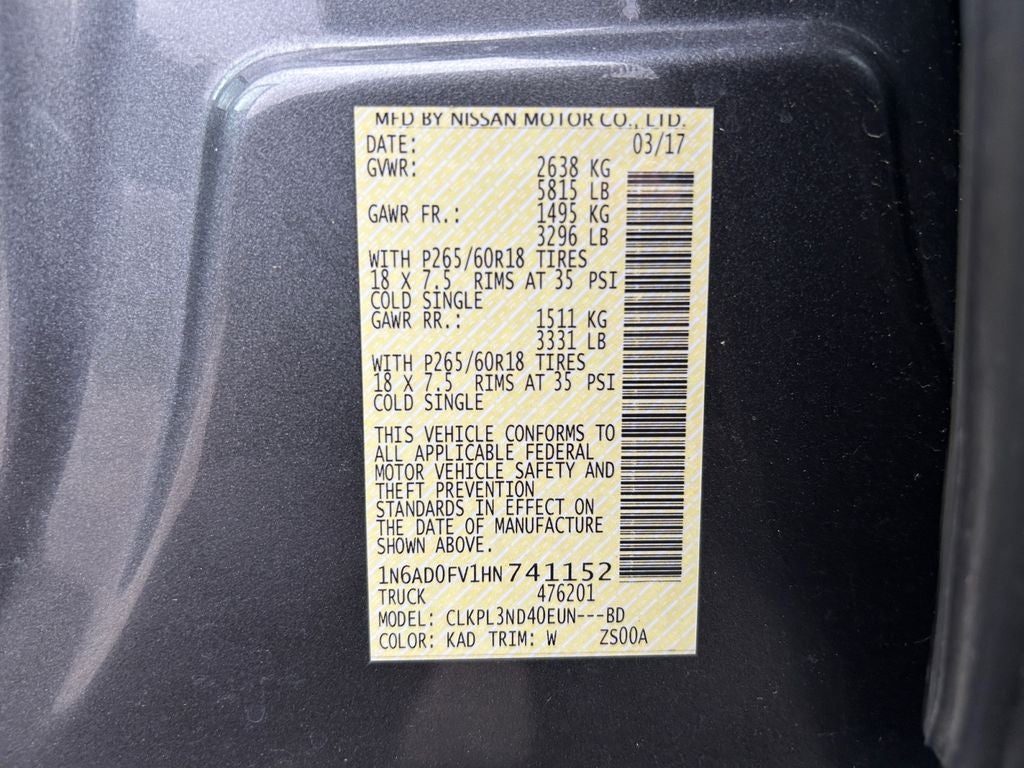 MFD BY NISSAN MOTOR CO., LTD.
DATE: 03/17
GVWR: 2638 KG
5815 LB
GAWR FR.: 1495 KG
3296 LB
WITH P265/60R18 TIRES
18 X 7.5 RIMS AT 35 PSI
COLD SINGLE
GAWR RR.: 1511 KG
3331 LB
WITH P265/60R18 TIRES
18 X 7.5 RIMS AT 35 PSI
COLD SINGLE
THIS VEHICLE CONFORMS TO
ALL APPLICABLE FEDERAL
MOTOR VEHICLE SAFETY AND
THEFT PREVENTION
STANDARDS IN EFFECT ON
THE DATE OF MANUFACTURE
SHOWN ABOVE.
1N6AD0FV1HN741152
TRUCK 476201
MODEL: CLKPL3ND40EUN---BD
COLOR: KAD TRIM: W ZS00A